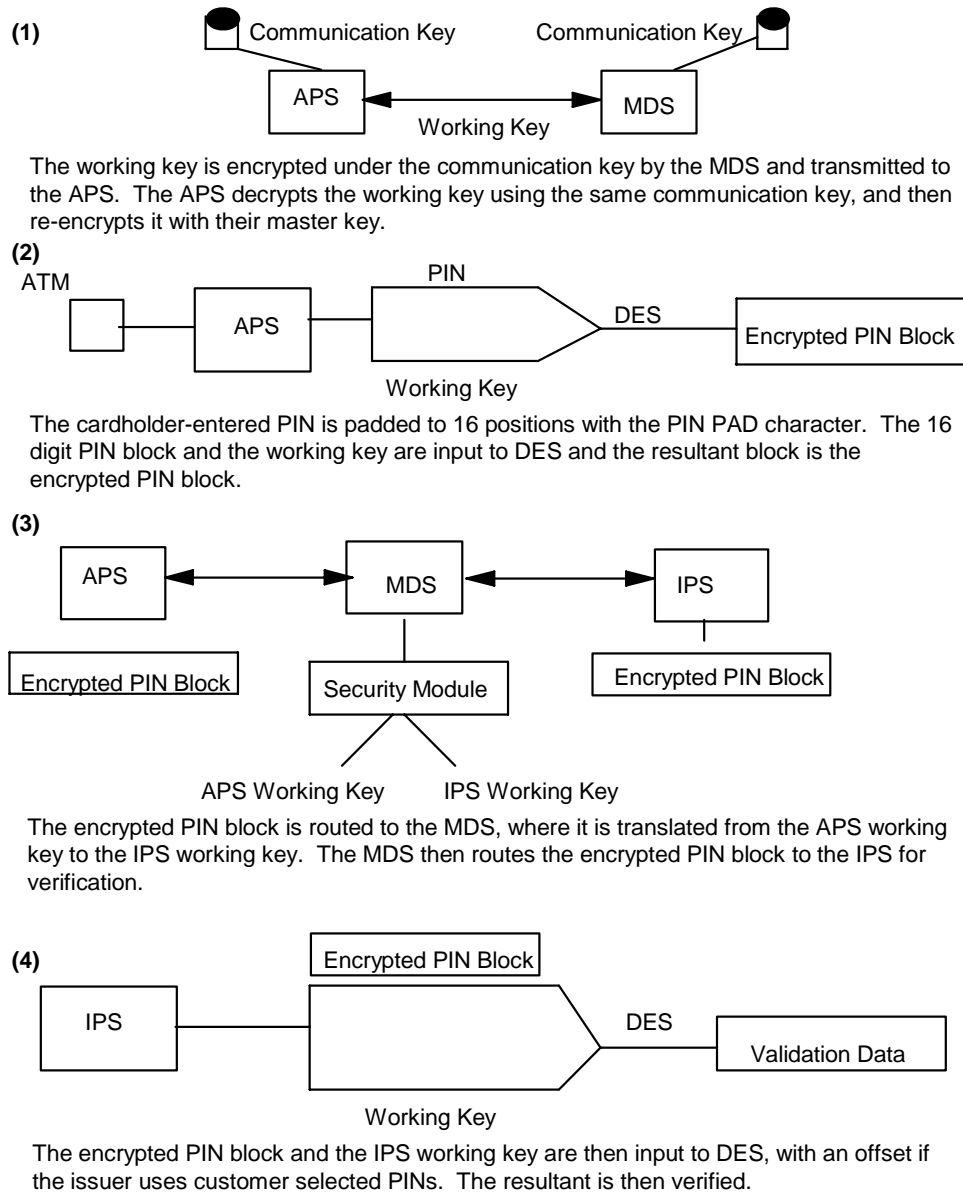 (1)
Communication Key
Communication Key
APS
MDS
Working Key
The working key is encrypted under the communication key by the MDS and transmitted to
the APS. The APS decrypts the working key using the same communication key, and then
re-encrypts it with their master key.
(2)
ATM
PIN
APS
DES
Encrypted PIN Block
Working Key
The cardholder-entered PIN is padded to 16 positions with the PIN PAD character. The 16
digit PIN block and the working key are input to DES and the resultant block is the
encrypted PIN block.
(3)
APS
MDS
IPS
Encrypted PIN Block
Security Module
Encrypted PIN Block
APS Working Key
IPS Working Key
The encrypted PIN block is routed to the MDS, where it is translated from the APS working
key to the IPS working key. The MDS then routes the encrypted PIN block to the IPS for
verification.
(4)
Encrypted PIN Block
IPS
DES
Validation Data
Working Key
The encrypted PIN block and the IPS working key are then input to DES, with an offset if
the issuer uses customer selected PINs. The resultant is then verified.